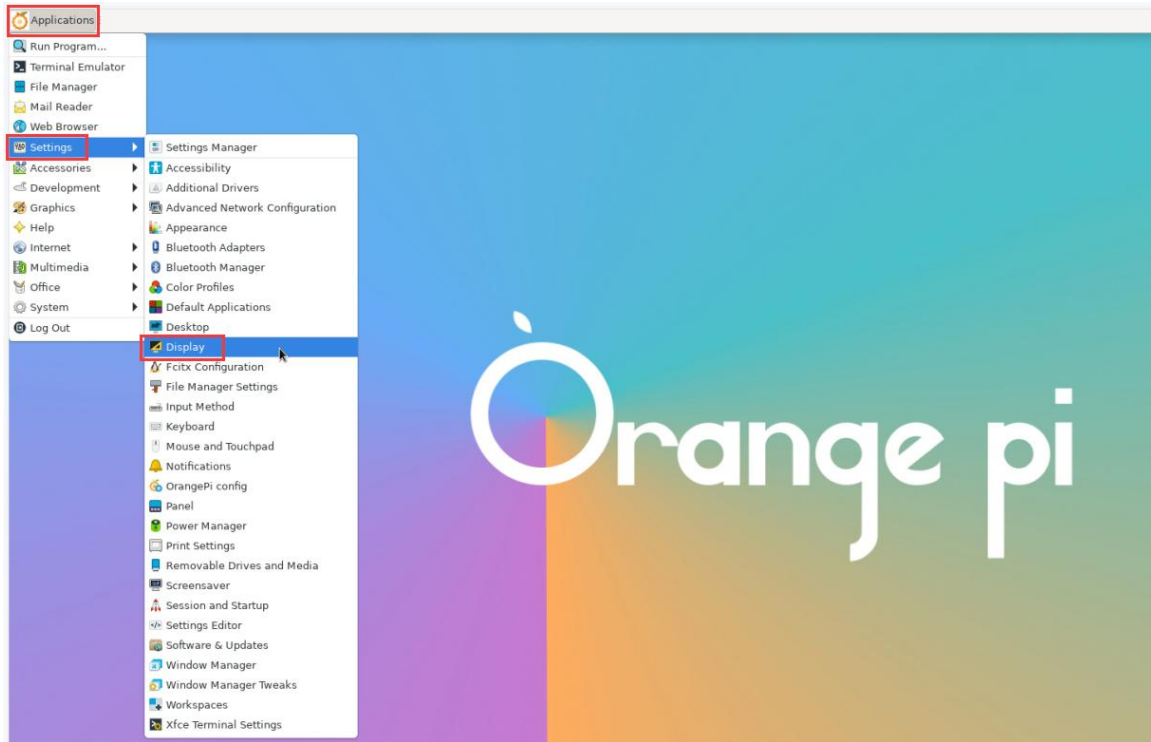 Applications
Run Program...
Terminal Emulator
File Manager
Mail Reader
Web Browser
Settings
Accessories
Development
Graphics
Help
Internet
Multimedia
Office
System
Log Out
Settings Manager
Accessibility
Additional Drivers
Advanced Network Configuration
Appearance
Bluetooth Adapters
Bluetooth Manager
Color Profiles
Default Applications
Desktop
Display
Fcitx Configuration
File Manager Settings
Input Method
Keyboard
Mouse and Touchpad
Notifications
OrangePi config
Panel
Power Manager
Print Settings
Removable Drives and Media
Screensaver
Session and Startup
Settings Editor
Software & Updates
Window Manager
Window Manager Tweaks
Workspaces
Xfce Terminal Settings
Orange pi